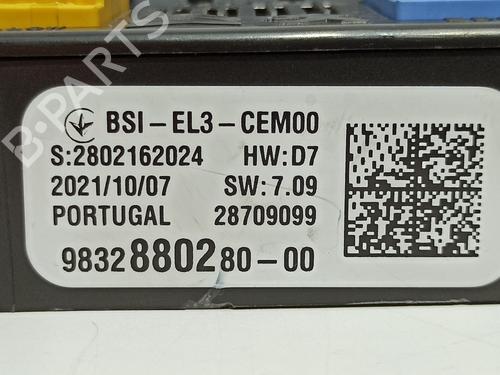 BSI-EL3-CEM00
S:2802162024 HW:D7
2021/10/07 SW:7.09
PORTUGAL 28709099
9832880280-00
B-PARTS